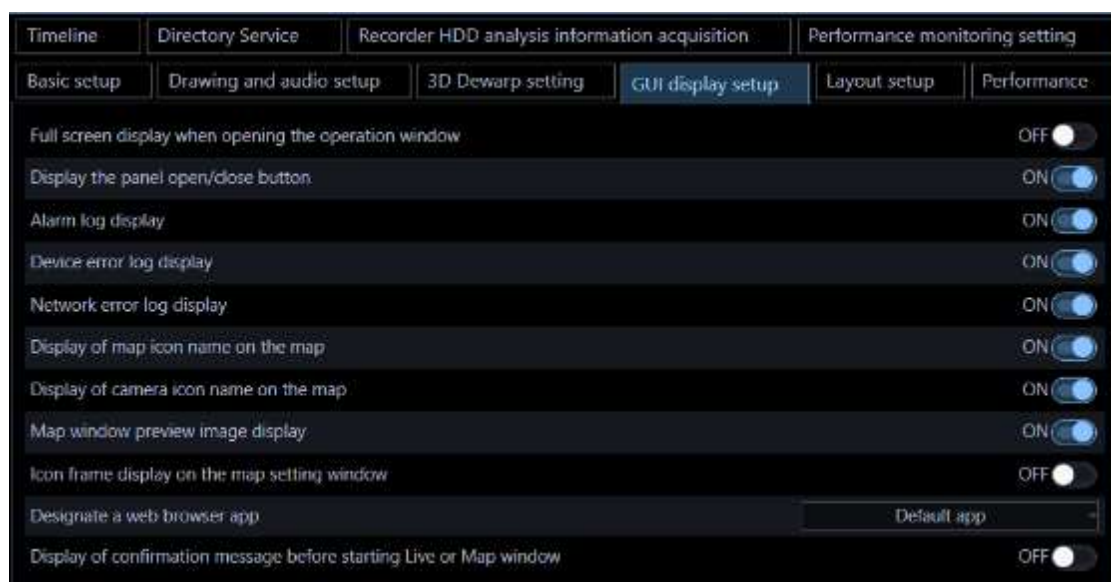 Timeline Directory Service Recorder HDD analysis information acquisition Performance monitoring setting
Basic setup Drawing and audio setup 3D Dewarp setting GUI display setup Layout setup Performance
Full screen display when opening the operation window OFF
Display the panel open/close button ON
Alarm log display ON
Device error log display ON
Network error log display ON
Display of map icon name on the map ON
Display of camera icon name on the map ON
Map window preview image display ON
Icon frame display on the map setting window OFF
Designate a web browser app Default app
Display of confirmation message before starting Live or Map window OFF